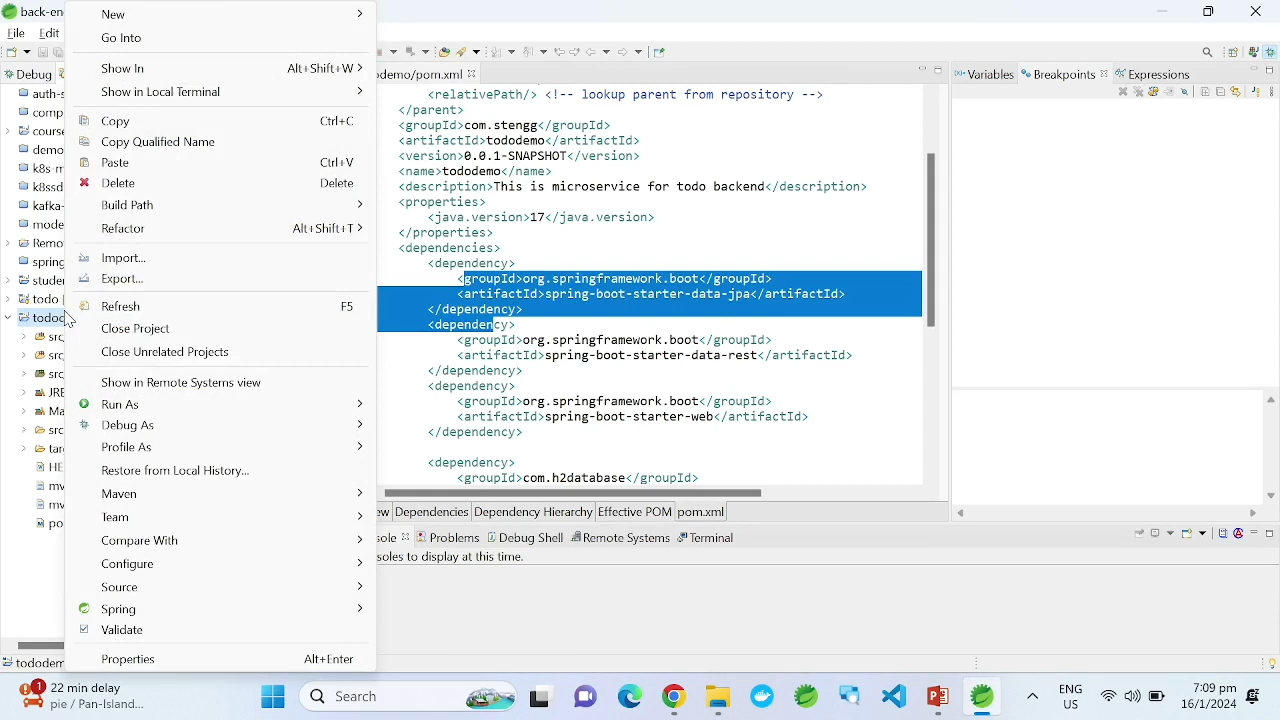 back-en
File Edit
Debug
auth-s
comp
course
demo
k8s-m
k8ssd
kafka-
mode
Remo
spring
stude
todo
todod
src
src
src
JRE
Ma
src
tar
HE
mv
mv
po
New
Go Into
Show In Alt+Shift+W
Show in Local Terminal
Copy Ctrl+C
Copy Qualified Name
Paste Ctrl+V
Delete Delete
Build Path
Refactor Alt+Shift+T
Import...
Export...
Refresh F5
Close Project
Close Unrelated Projects
Show in Remote Systems view
Run As
Debug As
Profile As
Restore from Local History...
Maven
Team
Compare With
Configure
Source
Spring
Validate
Properties Alt+Enter
odemo/pom.xml
<relativePath/> <!-- lookup parent from repository -->
</parent>
<groupId>com.stengg</groupId>
<artifactId>tododemo</artifactId>
<version>0.0.1-SNAPSHOT</version>
<name>tododemo</name>
<description>This is microservice for todo backend</description>
<properties>
<java.version>17</java.version>
</properties>
<dependencies>
<dependency>
<groupId>org.springframework.boot</groupId>
<artifactId>spring-boot-starter-data-jpa</artifactId>
</dependency>
<dependency>
<groupId>org.springframework.boot</groupId>
<artifactId>spring-boot-starter-data-rest</artifactId>
</dependency>
<dependency>
<groupId>org.springframework.boot</groupId>
<artifactId>spring-boot-starter-web</artifactId>
</dependency>
<dependency>
<groupId>com.h2database</groupId>
ew Dependencies Dependency Hierarchy Effective POM pom.xml
Variables Breakpoints Expressions
sole Problems Debug Shell Remote Systems Terminal
soles to display at this time.
tododem
1 22 min delay
pie / Pan-Island...
Search
ENG
US
7:09 pm
16/1/2024